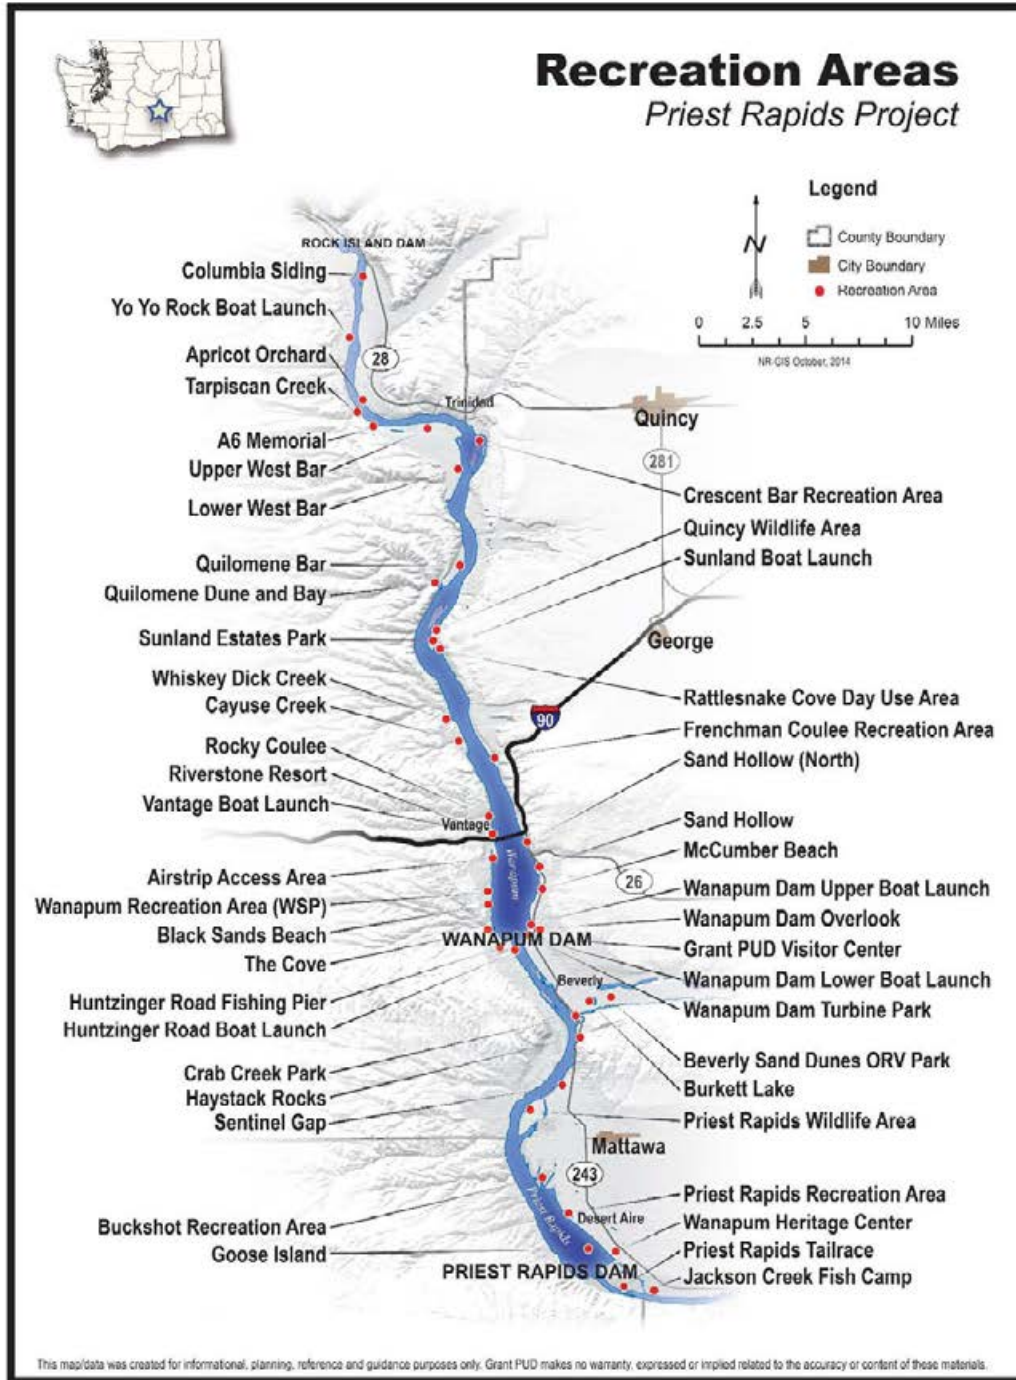 Recreation Areas
Priest Rapids Project
Legend
N
County Boundary
City Boundary
Recreation Area
0 2.5 5 10 Miles
NR-GIS October, 2014
ROCK ISLAND DAM
Columbia Siding
Yo Yo Rock Boat Launch
Apricot Orchard
28
Tarpiscan Creek
Trinidad
Quincy
A6 Memorial
Upper West Bar
281
Lower West Bar
Crescent Bar Recreation Area
Quincy Wildlife Area
Sunland Boat Launch
Quilomene Bar
Quilomene Dune and Bay
Sunland Estates Park
George
Whiskey Dick Creek
Rattlesnake Cove Day Use Area
Cayuse Creek
90
Frenchman Coulee Recreation Area
Rocky Coulee
Sand Hollow (North)
Riverstone Resort
Vantage Boat Launch
Vantage
Sand Hollow
McCumber Beach
Wanapum
26
Airstrip Access Area
Wanapum Dam Upper Boat Launch
Wanapum Recreation Area (WSP)
Wanapum Dam Overlook
Black Sands Beach
WANAPUM DAM
Grant PUD Visitor Center
The Cove
Beverly
Wanapum Dam Lower Boat Launch
Huntzinger Road Fishing Pier
Wanapum Dam Turbine Park
Huntzinger Road Boat Launch
Beverly Sand Dunes ORV Park
Crab Creek Park
Burkett Lake
Haystack Rocks
Sentinel Gap
Priest Rapids Wildlife Area
Mattawa
243
Priest Rapids
Priest Rapids Recreation Area
Buckshot Recreation Area
Desert Aire
Wanapum Heritage Center
Goose Island
Priest Rapids Tailrace
PRIEST RAPIDS DAM
Jackson Creek Fish Camp
This map/data was created for informational, planning, reference and guidance purposes only. Grant PUD makes no warranty, expressed or implied related to the accuracy or content of these materials.